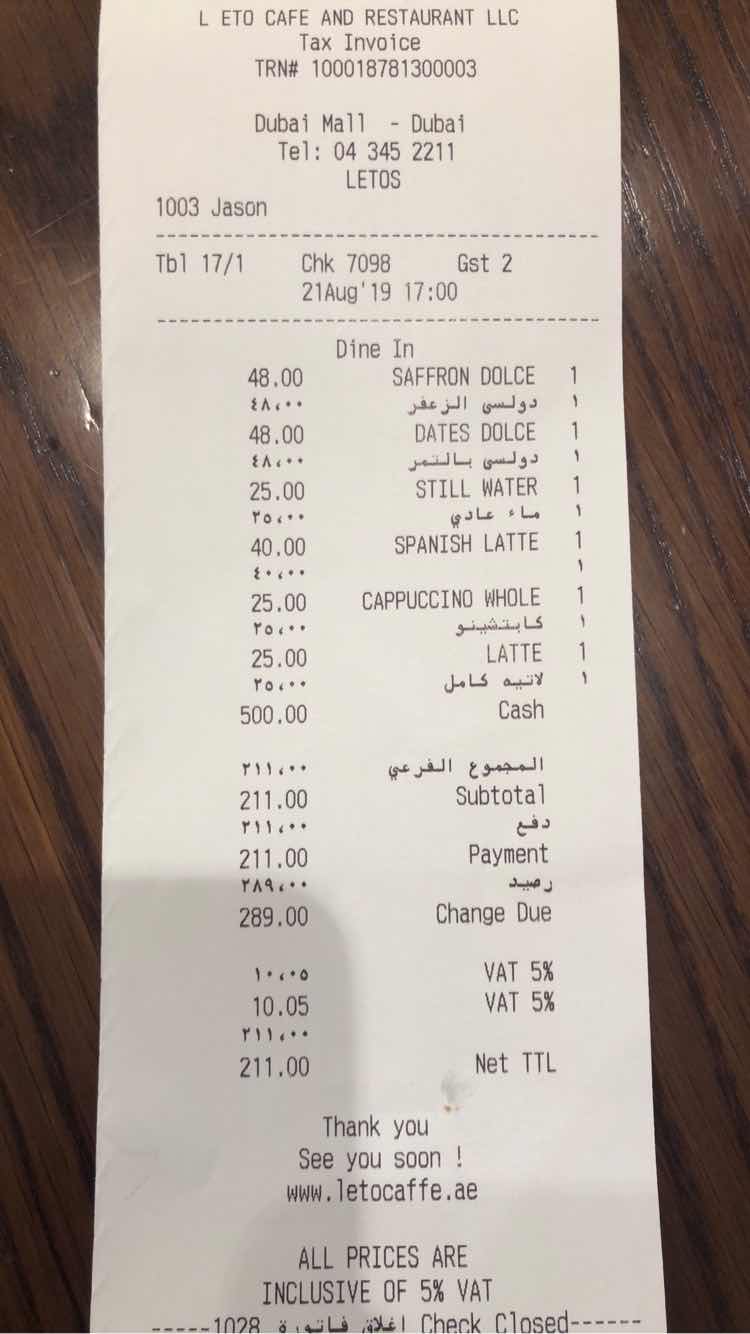 L ETO CAFE AND RESTAURANT LLC
Tax Invoice
TRN# 100018781300003
Dubai Mall - Dubai
Tel: 04 345 2211
LETOS
1003 Jason
----------------------------------------
Tbl 17/1 Chk 7098 Gst 2
21Aug'19 17:00
----------------------------------------
Dine In
48.00 SAFFRON DOLCE 1
١ دولسي الزعفر ٤٨،٠٠
48.00 DATES DOLCE 1
١ دولسي بالتمر ٤٨،٠٠
25.00 STILL WATER 1
١ ماء عادي ٢٥،٠٠
40.00 SPANISH LATTE 1
١ ٤٠،٠٠
25.00 CAPPUCCINO WHOLE 1
١ كابتشينو ٢٥،٠٠
25.00 LATTE 1
١ لاتيه كامل ٢٥،٠٠
500.00 Cash
المجموع الفرعي ٢١١،٠٠
211.00 Subtotal
دفع ٢١١،٠٠
211.00 Payment
رصيد ٢٨٩،٠٠
289.00 Change Due
١٠،٠٥ VAT 5%
10.05 VAT 5%
٢١١،٠٠
211.00 Net TTL
Thank you
See you soon !
www.letocaffe.ae
ALL PRICES ARE
INCLUSIVE OF 5% VAT
-----1028 اغلاق فاتورة Check Closed------